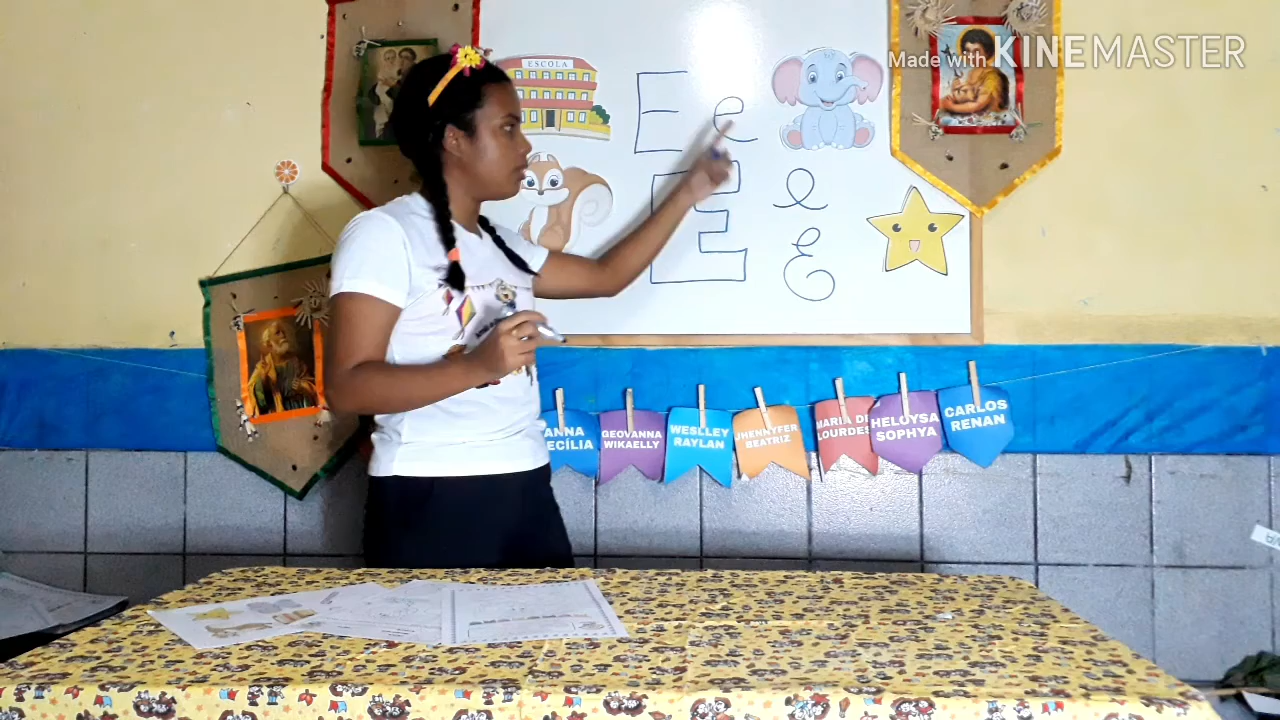 Made with KINEMASTER
ESCOLA
E e
E e
E
ANNA
CECÍLIA
GEOVANNA
WIKAELLY
WESLLEY
RAYLAN
JHENNYFER
BEATRIZ
MARIA DE
LOURDES
HELOYSA
SOPHYA
CARLOS
RENAN